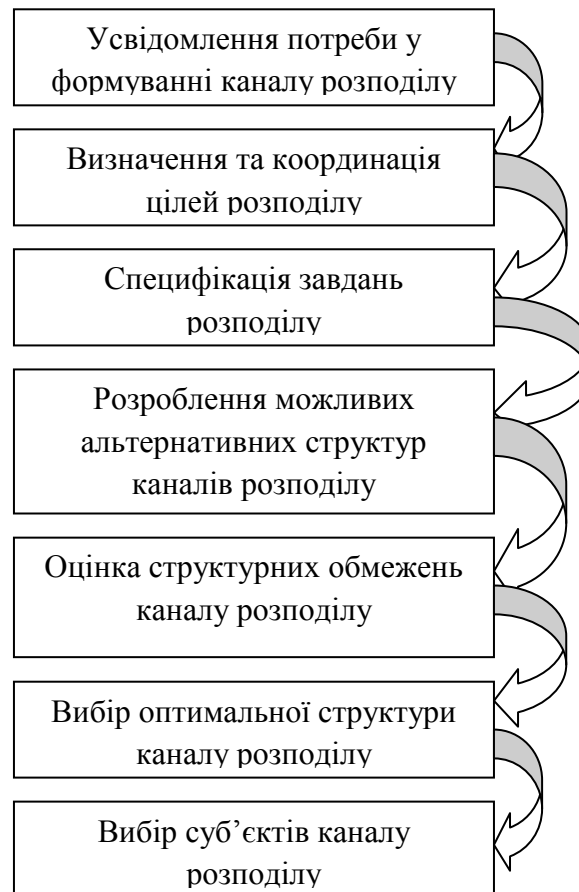 Усвідомлення потреби у
формуванні каналу розподілу
Визначення та координація
цілей розподілу
Специфікація завдань
розподілу
Розроблення можливих
альтернативних структур
каналів розподілу
Оцінка структурних обмежень
каналу розподілу
Вибір оптимальної структури
каналу розподілу
Вибір суб’єктів каналу
розподілу